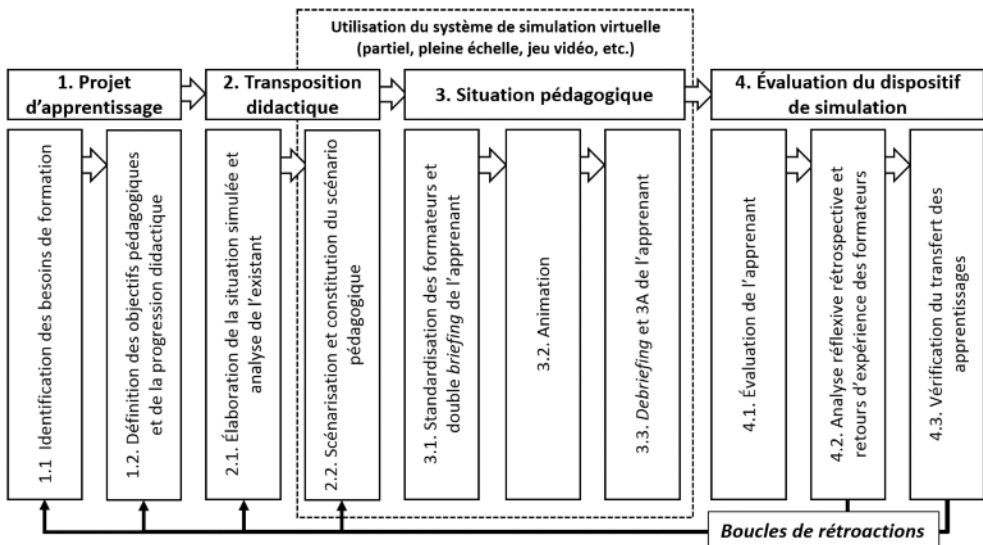 Utilisation du système de simulation virtuelle
(partiel, pleine échelle, jeu vidéo, etc.)
1. Projet
d’apprentissage
2. Transposition
didactique
3. Situation pédagogique
4. Évaluation du dispositif
de simulation
1.1 Identification des besoins de formation
1.2. Définition des objectifs pédagogiques
et de la progression didactique
2.1. Élaboration de la situation simulée et
analyse de l’existant
2.2. Scénarisation et constitution du scénario
pédagogique
3.1. Standardisation des formateurs et
double briefing de l’apprenant
3.2. Animation
3.3. Debriefing et 3A de l’apprenant
4.1. Évaluation de l’apprenant
4.2. Analyse réflexive rétrospective et
retours d’expérience des formateurs
4.3. Vérification du transfert des
apprentissages
Boucles de rétroactions